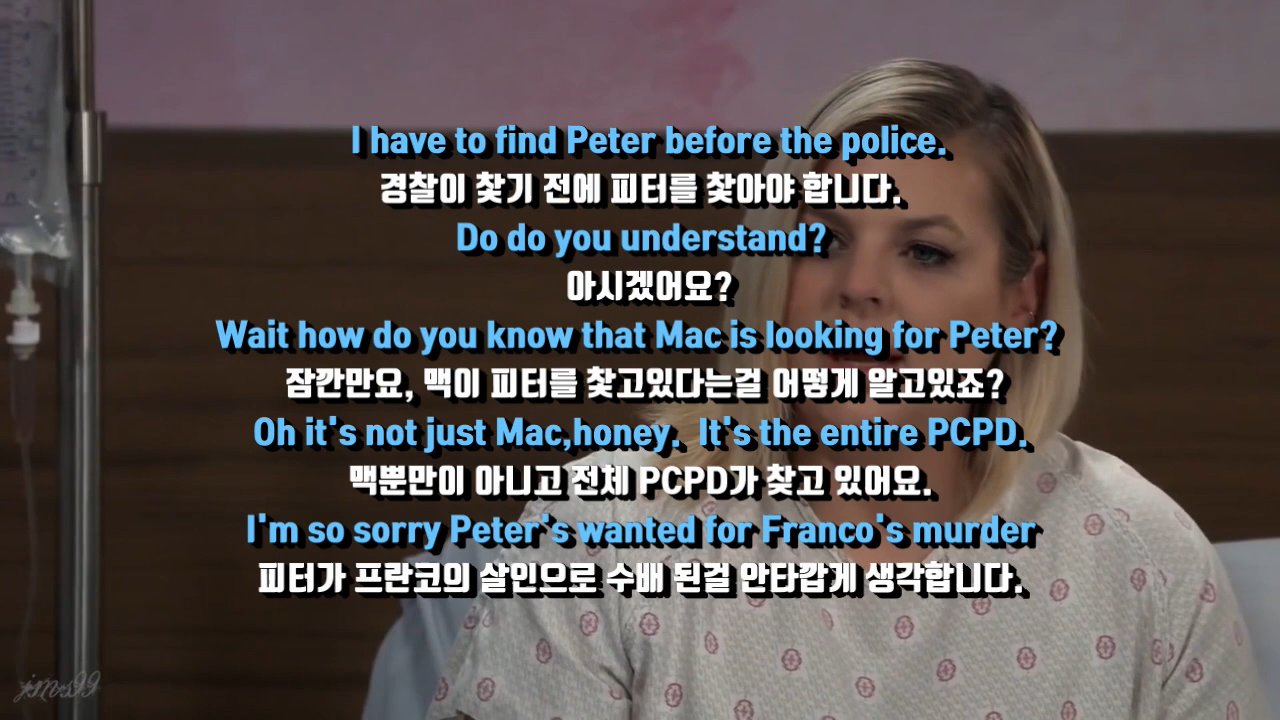 I have to find Peter before the police.
경찰이 찾기 전에 피터를 찾아야 합니다.
Do do you understand?
아시겠어요?
Wait how do you know that Mac is looking for Peter?
잠깐만요, 맥이 피터를 찾고있다는걸 어떻게 알고있죠?
Oh it's not just Mac,honey.  It's the entire PCPD.
맥뿐만이 아니고 전체 PCPD가 찾고 있어요.
I'm so sorry Peter's wanted for Franco's murder
피터가 프란코의 살인으로 수배 된걸 안타깝게 생각합니다.
jms99